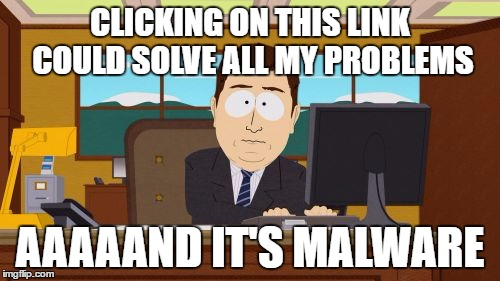 CLICKING ON THIS LINK
COULD SOLVE ALL MY PROBLEMS
AAAAAND IT'S MALWARE
imgflip.com